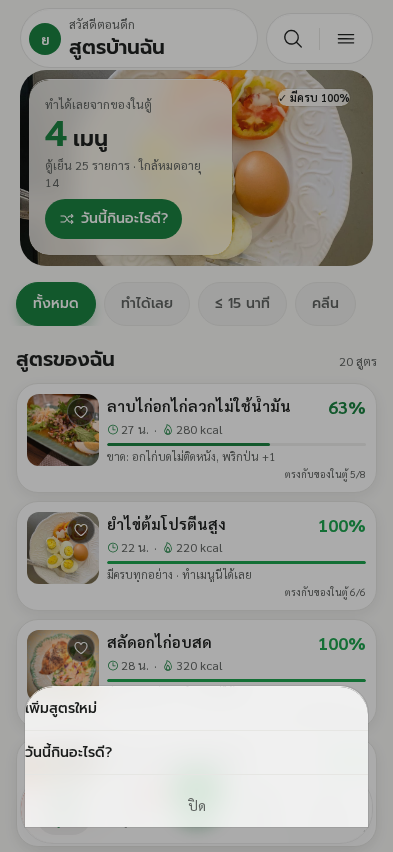 ย
สวัสดีตอนดึก
สูตรบ้านฉัน
ทำได้เลยจากของในตู้
✓ มีครบ 100%
4 เมนู
ตู้เย็น 25 รายการ · ใกล้หมดอายุ
14
วันนี้กินอะไรดี?
ทั้งหมด
ทำได้เลย
≤ 15 นาที
คลีน
สูตรของฉัน
20 สูตร
ลาบไก่อกไก่ลวกไม่ใช้น้ำมัน
63%
27 น. · 280 kcal
ขาด: อกไก่บดไม่ติดหนัง, พริกป่น +1
ตรงกับของในตู้ 5/8
ยำไข่ต้มโปรตีนสูง
100%
22 น. · 220 kcal
มีครบทุกอย่าง · ทำเมนูนี้ได้เลย
ตรงกับของในตู้ 6/6
สลัดอกไก่อบสด
100%
28 น. · 320 kcal
เพิ่มสูตรใหม่
วันนี้กินอะไรดี?
ปิด